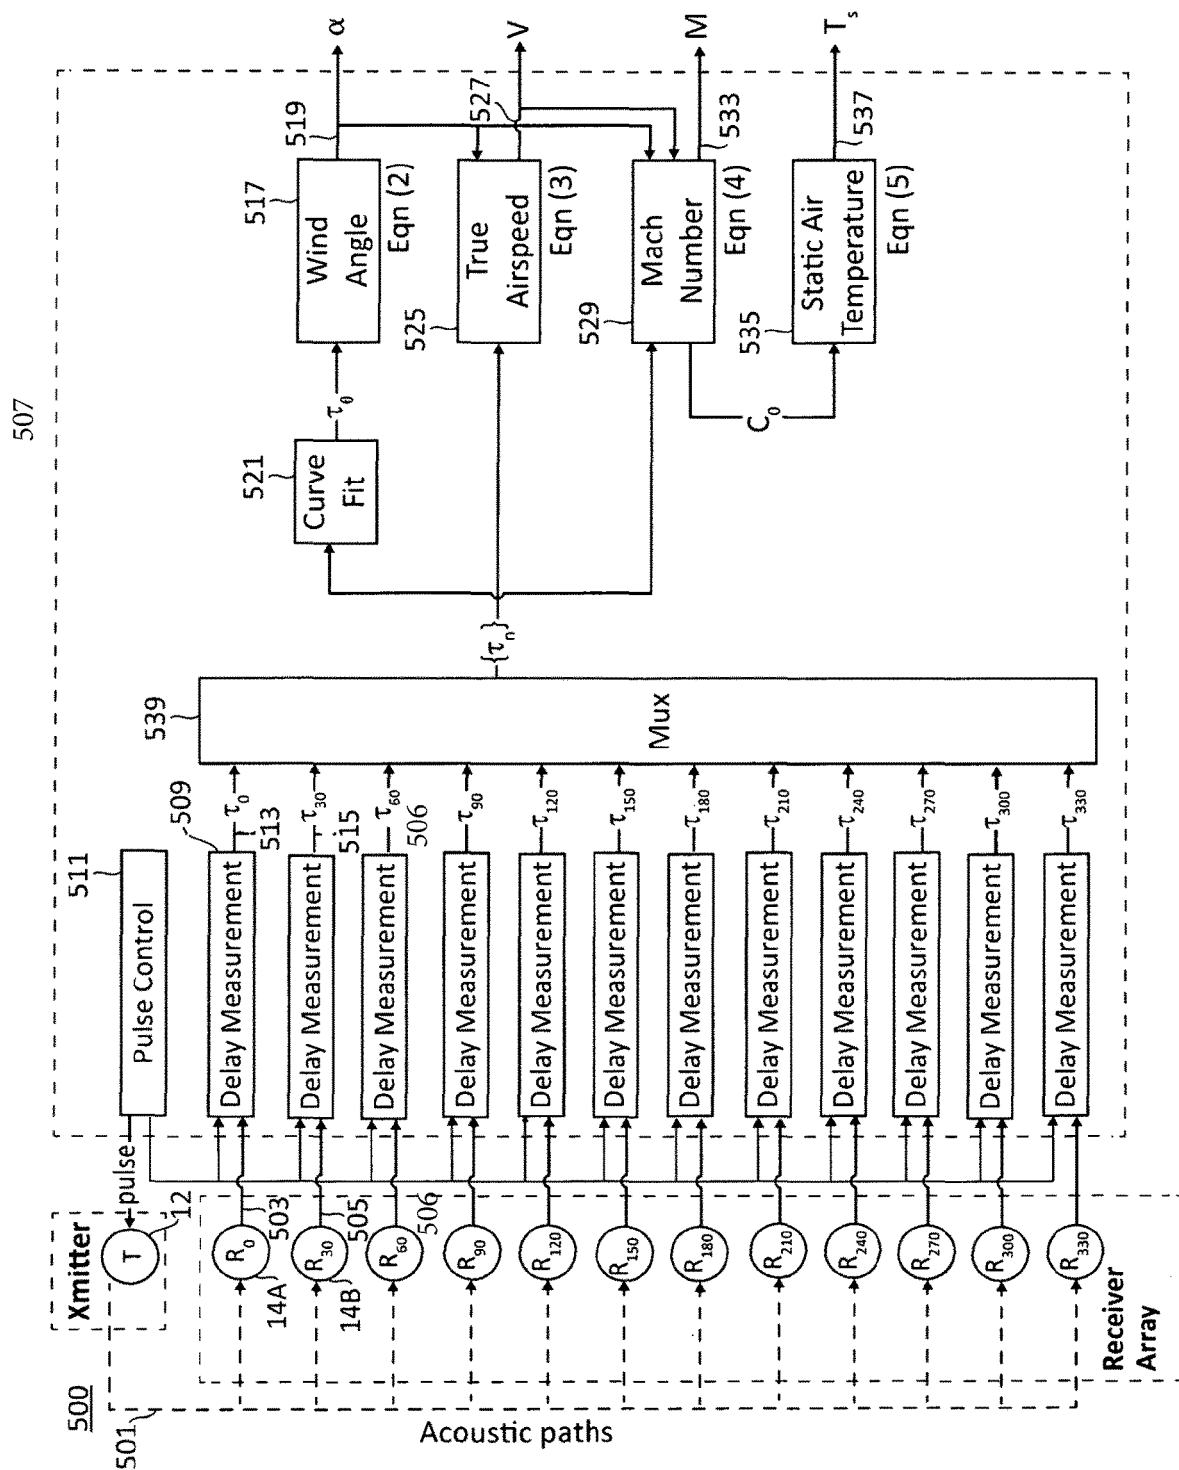 500
501
Acoustic paths
Xmitter
T
12
pulse
Receiver
Array
R0
14A
503
R30
14B
505
R60
506
R90
R120
R150
R180
R210
R240
R270
R300
R330
507
511
Pulse Control
509
Delay Measurement
τ0
513
Delay Measurement
τ30
515
Delay Measurement
τ60
506
Delay Measurement
τ90
Delay Measurement
τ120
Delay Measurement
τ150
Delay Measurement
τ180
Delay Measurement
τ210
Delay Measurement
τ240
Delay Measurement
τ270
Delay Measurement
τ300
Delay Measurement
τ330
539
Mux
{τn}
521
Curve
Fit
τθ
517
Wind
Angle
Eqn (2)
519
α
525
True
Airspeed
Eqn (3)
527
V
529
Mach
Number
Eqn (4)
533
M
C0
535
Static Air
Temperature
Eqn (5)
537
Ts